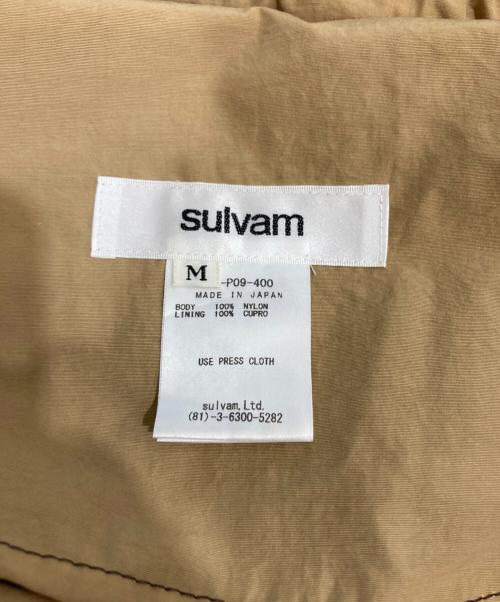 sulvam
M
-P09-400
MADE IN JAPAN
BODY 100% NYLON
LINING 100% CUPRO
USE PRESS CLOTH
sulvam,Ltd.
(81)-3-6300-5282